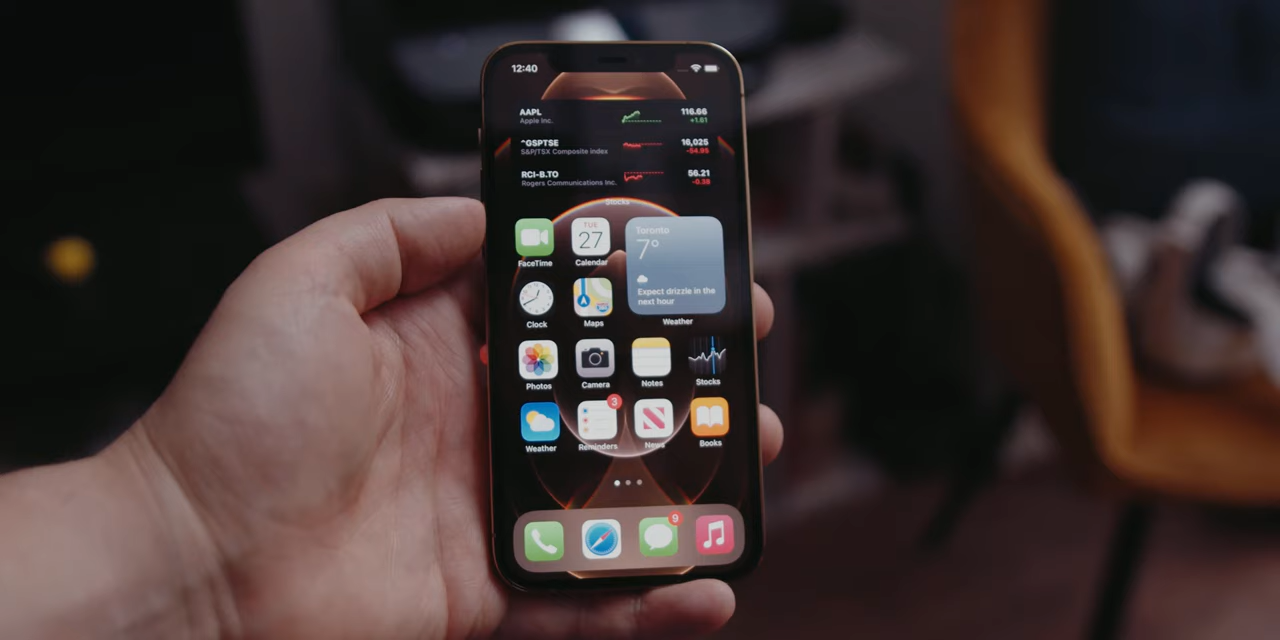 12:40
AAPL 116.66
Apple Inc. +1.61
^GSPTSE 16,025
S&P/TSX Composite index -54.95
RCI-B.TO 56.21
Rogers Communications Inc. -0.38
Stocks
TUE
27
Toronto
7°
FaceTime Calendar
Expect drizzle in the
next hour
Clock Maps Weather
Photos Camera Notes Stocks
3
Weather Reminders News Books
9